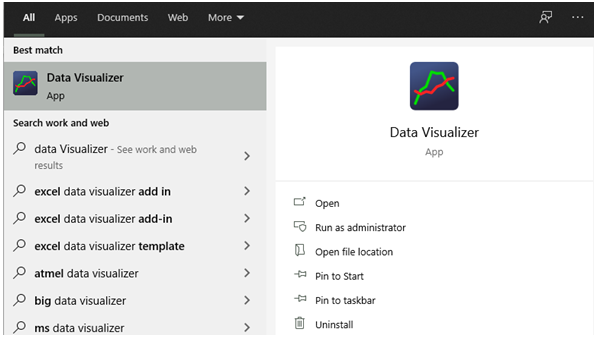 All Apps Documents Web More
Best match
Data Visualizer
App
Search work and web
data Visualizer - See work and web
results
excel data visualizer add in
excel data visualizer add-in
excel data visualizer template
atmel data visualizer
big data visualizer
ms data visualizer
Data Visualizer
App
Open
Run as administrator
Open file location
Pin to Start
Pin to taskbar
Uninstall